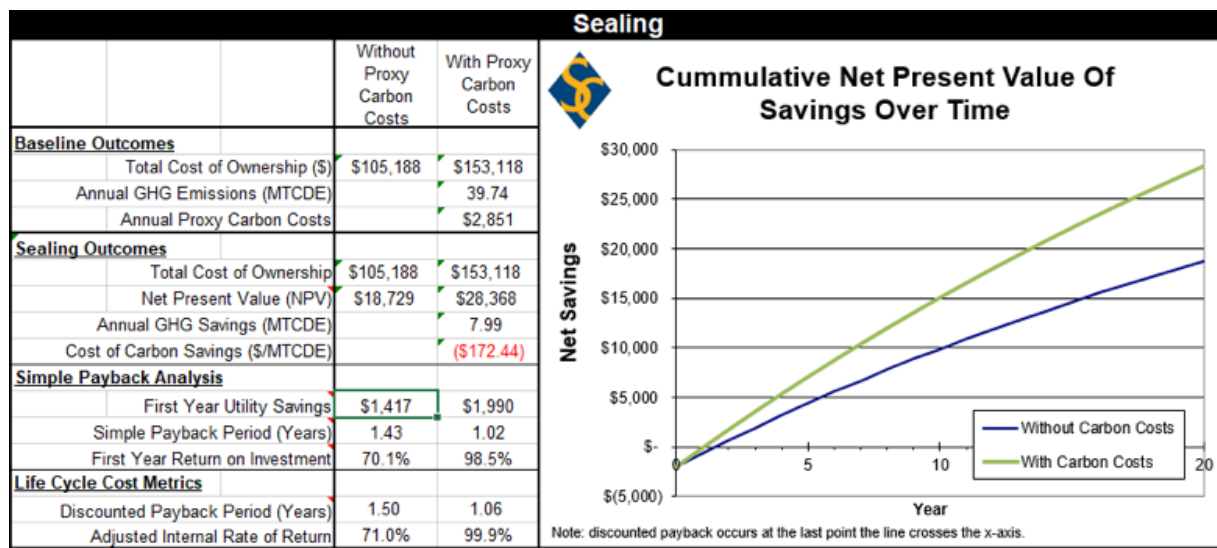 Sealing
Without Proxy Carbon Costs With Proxy Carbon Costs
Baseline Outcomes
Total Cost of Ownership ($) $105,188 $153,118
Annual GHG Emissions (MTCDE) 39.74
Annual Proxy Carbon Costs $2,851
Sealing Outcomes
Total Cost of Ownership $105,188 $153,118
Net Present Value (NPV) $18,729 $28,368
Annual GHG Savings (MTCDE) 7.99
Cost of Carbon Savings ($/MTCDE) ($172.44)
Simple Payback Analysis
First Year Utility Savings $1,417 $1,990
Simple Payback Period (Years) 1.43 1.02
First Year Return on Investment 70.1% 98.5%
Life Cycle Cost Metrics
Discounted Payback Period (Years) 1.50 1.06
Adjusted Internal Rate of Return 71.0% 99.9%
Cummulative Net Present Value Of
Savings Over Time
Net Savings
$30,000
$25,000
$20,000
$15,000
$10,000
$5,000
$-
$(5,000)
0 5 10 20
Year
Without Carbon Costs
With Carbon Costs
Note: discounted payback occurs at the last point the line crosses the x-axis.